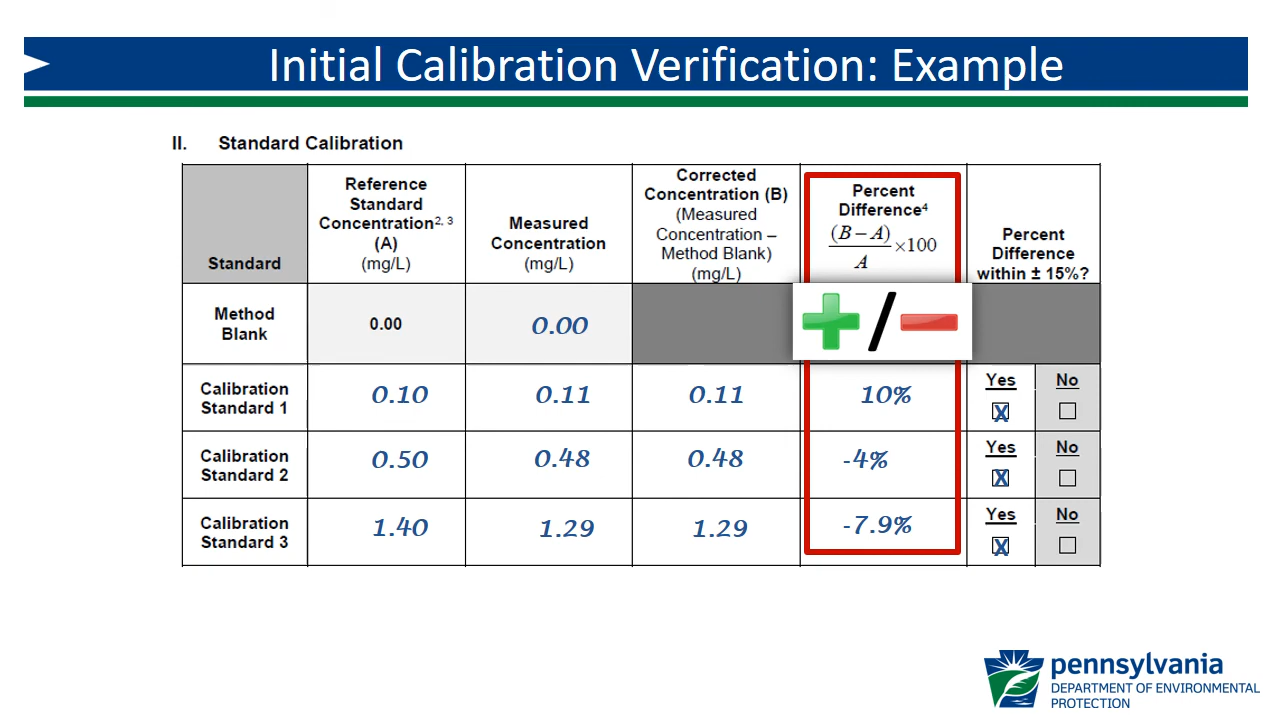 Initial Calibration Verification: Example
II. Standard Calibration
Standard
Reference
Standard
Concentration2, 3
(A)
(mg/L)
Measured
Concentration
(mg/L)
Corrected
Concentration (B)
(Measured
Concentration –
Method Blank)
(mg/L)
Percent
Difference4
(B – A)
A
×100
Percent
Difference
within ± 15%?
Method
Blank
0.00
0.00
+/−
Calibration
Standard 1
0.10
0.11
0.11
10%
Yes
X
No
Calibration
Standard 2
0.50
0.48
0.48
-4%
Yes
X
No
Calibration
Standard 3
1.40
1.29
1.29
-7.9%
Yes
X
No
pennsylvania
DEPARTMENT OF ENVIRONMENTAL
PROTECTION